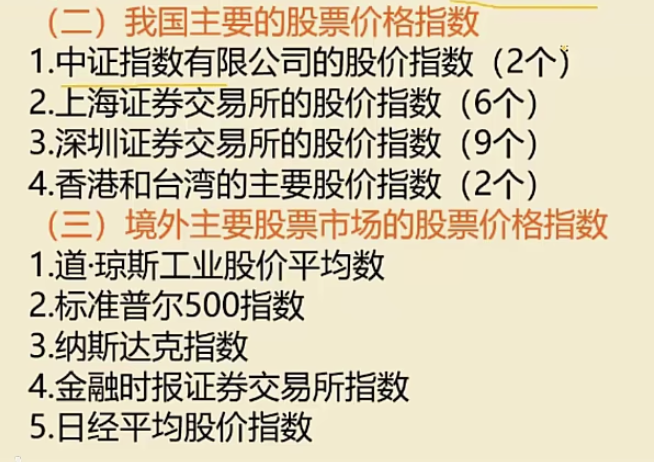 （二）我国主要的股票价格指数
1.中证指数有限公司的股价指数（2个）
2.上海证券交易所的股价指数（6个）
3.深圳证券交易所的股价指数（9个）
4.香港和台湾的主要股价指数（2个）
（三）境外主要股票市场的股票价格指数
1.道·琼斯工业股价平均数
2.标准普尔500指数
3.纳斯达克指数
4.金融时报证券交易所指数
5.日经平均股价指数